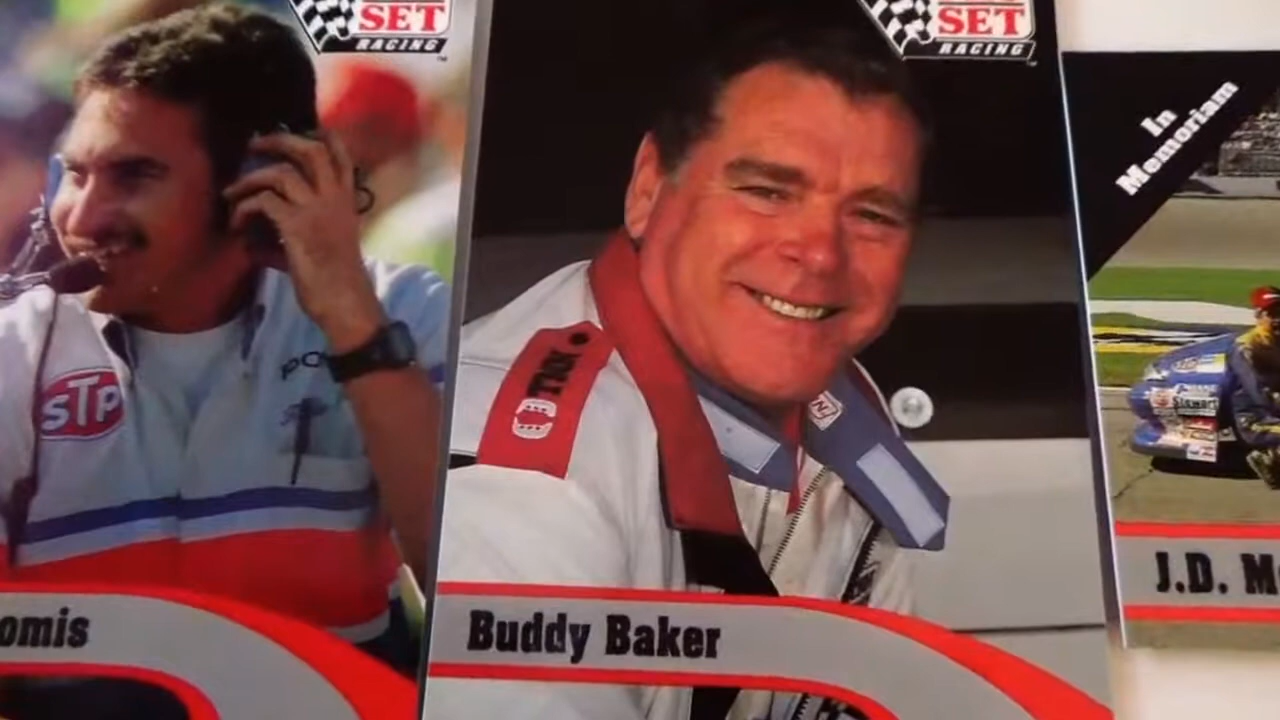 SET
RACING
STP
omis
SET
RACING
Buddy Baker
In
Memoriam
J.D. M